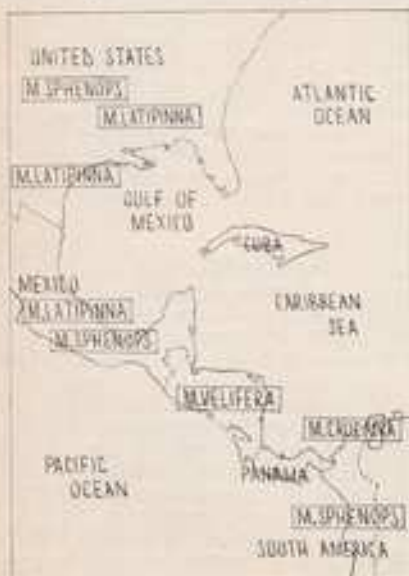 UNITED STATES
M.SPHENOPS
ATLANTIC
OCEAN
M.LATIPINNA
M.LATIPINNA
GULF OF
MEXICO
CUBA
MEXICO
M.LATIPINNA
CARIBBEAN
SEA
M.SPHENOPS
M.VELIFERA
PANAMA
PACIFIC
OCEAN
M.SPHENOPS
SOUTH AMERICA